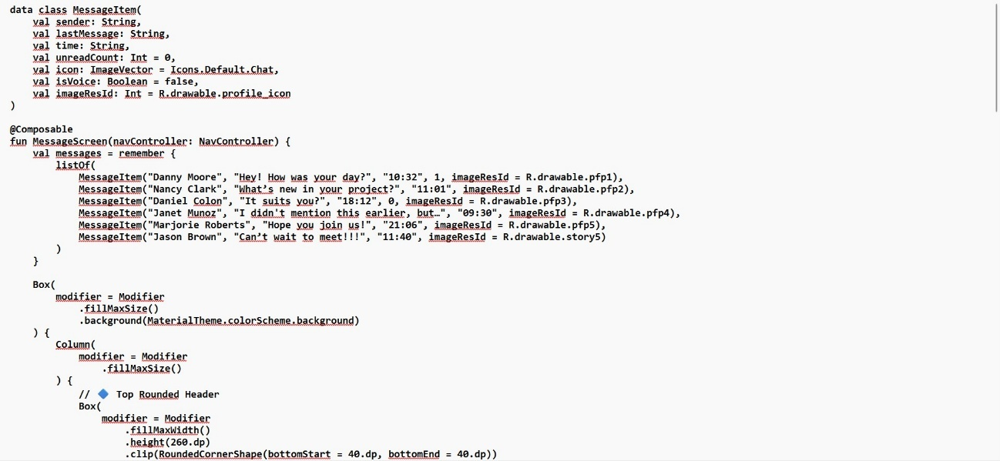 data class MessageItem(
    val sender: String,
    val lastMessage: String,
    val time: String,
    val unreadCount: Int = 0,
    val icon: ImageVector = Icons.Default.Chat,
    val isVoice: Boolean = false,
    val imageResId: Int = R.drawable.profile_icon
)

@Composable
fun MessageScreen(navController: NavController) {
    val messages = remember {
        listOf(
            MessageItem("Danny Moore", "Hey! How was your day?", "10:32", 1, imageResId = R.drawable.pfp1),
            MessageItem("Nancy Clark", "What’s new in your project?", "11:01", imageResId = R.drawable.pfp2),
            MessageItem("Daniel Colon", "It suits you?", "18:12", 0, imageResId = R.drawable.pfp3),
            MessageItem("Janet Munoz", "I didn't mention this earlier, but…", "09:30", imageResId = R.drawable.pfp4),
            MessageItem("Marjorie Roberts", "Hope you join us!", "21:06", imageResId = R.drawable.pfp5),
            MessageItem("Jason Brown", "Can’t wait to meet!!!", "11:40", imageResId = R.drawable.story5)
        )
    }

    Box(
        modifier = Modifier
            .fillMaxSize()
            .background(MaterialTheme.colorScheme.background)
    ) {
        Column(
            modifier = Modifier
                .fillMaxSize()
        ) {
            // 🔷 Top Rounded Header
            Box(
                modifier = Modifier
                    .fillMaxWidth()
                    .height(260.dp)
                    .clip(RoundedCornerShape(bottomStart = 40.dp, bottomEnd = 40.dp))